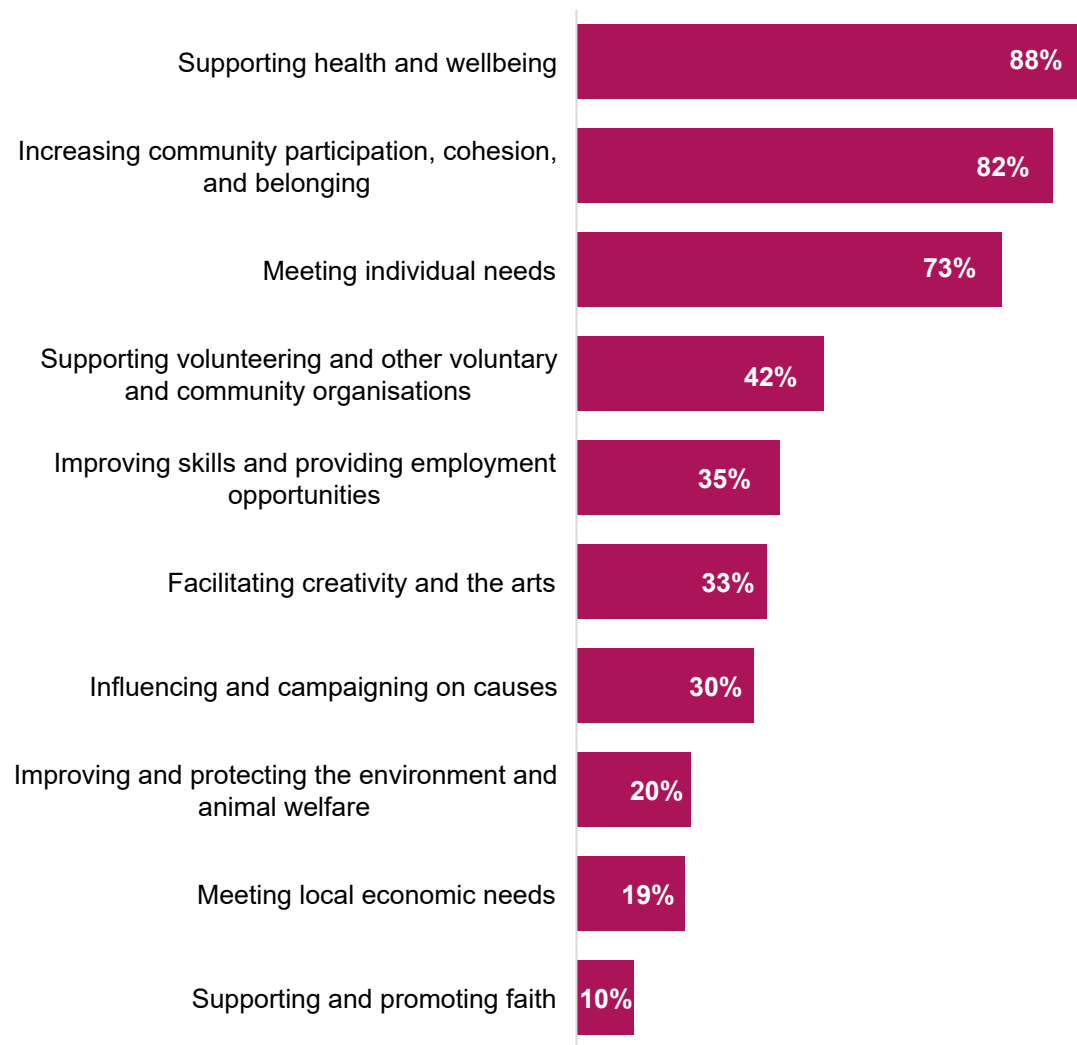 Supporting health and wellbeing
88%
Increasing community participation, cohesion,
and belonging
82%
Meeting individual needs
73%
Supporting volunteering and other voluntary
and community organisations
42%
Improving skills and providing employment
opportunities
35%
Facilitating creativity and the arts
33%
Influencing and campaigning on causes
30%
Improving and protecting the environment and
animal welfare
20%
Meeting local economic needs
19%
Supporting and promoting faith
10%